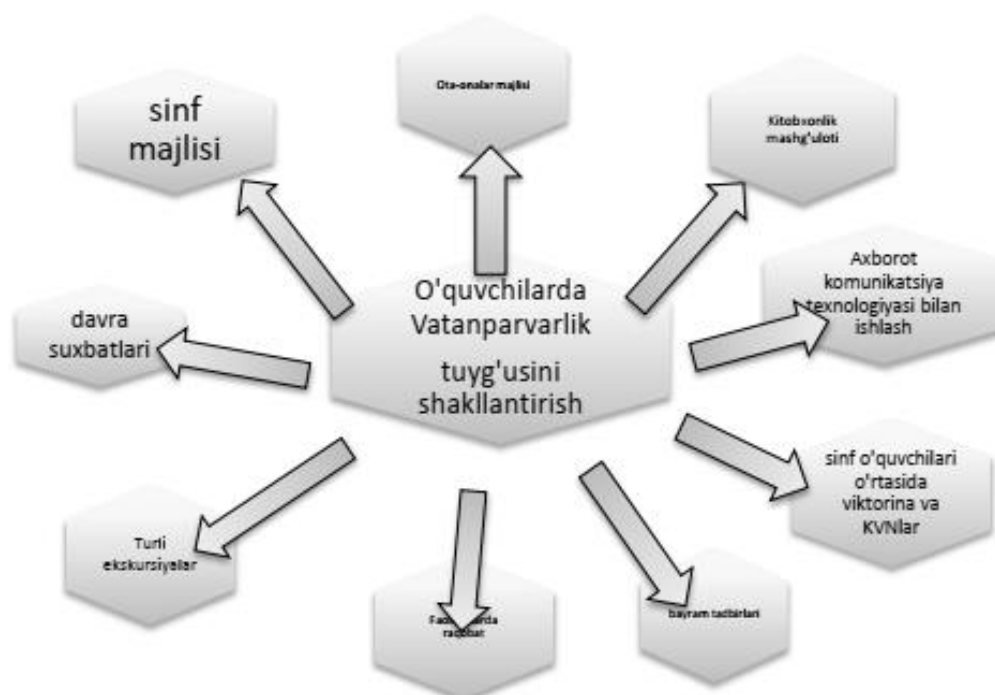 Ota-onalar majlisi
sinf
majlisi
Kitobxonlik
mashg'uloti
Axborot
komunikatsiya
texnologiyasi bilan
ishlash
O'quvchilarda
Vatanparvarlik
tuyg'usini
shakllantirish
davra
suxbatlari
sinf o'quvchilari
o'rtasida
viktorina va
KVNlar
Turli
ekskursiyalar
bayram tadbirlari
raqobat